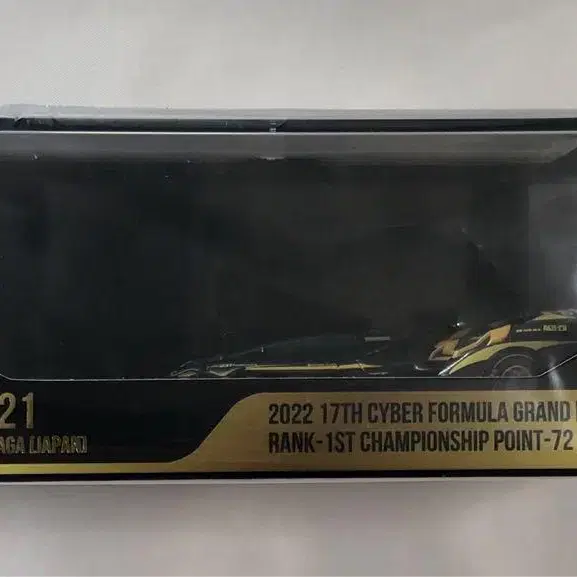 21
AGA [JAPAN]
2022 17TH CYBER FORMULA GRAND
RANK-1ST CHAMPIONSHIP POINT-72